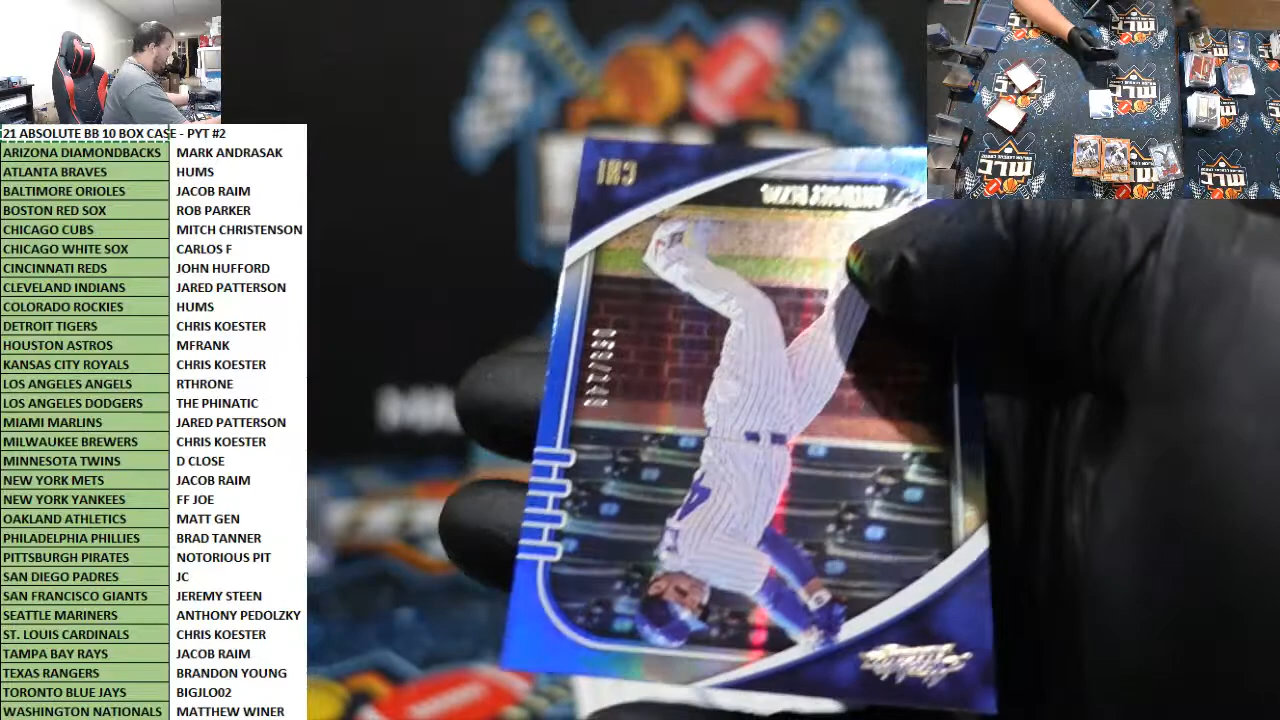 21 ABSOLUTE BB 10 BOX CASE - PYT #2
ARIZONA DIAMONDBACKS MARK ANDRASAK
ATLANTA BRAVES HUMS
BALTIMORE ORIOLES JACOB RAIM
BOSTON RED SOX ROB PARKER
CHICAGO CUBS MITCH CHRISTENSON
CHICAGO WHITE SOX CARLOS F
CINCINNATI REDS JOHN HUFFORD
CLEVELAND INDIANS JARED PATTERSON
COLORADO ROCKIES HUMS
DETROIT TIGERS CHRIS KOESTER
HOUSTON ASTROS MFRANK
KANSAS CITY ROYALS CHRIS KOESTER
LOS ANGELES ANGELS RTHRONE
LOS ANGELES DODGERS THE PHINATIC
MIAMI MARLINS JARED PATTERSON
MILWAUKEE BREWERS CHRIS KOESTER
MINNESOTA TWINS D CLOSE
NEW YORK METS JACOB RAIM
NEW YORK YANKEES FF JOE
OAKLAND ATHLETICS MATT GEN
PHILADELPHIA PHILLIES BRAD TANNER
PITTSBURGH PIRATES NOTORIOUS PIT
SAN DIEGO PADRES JC
SAN FRANCISCO GIANTS JEREMY STEEN
SEATTLE MARINERS ANTHONY PEDOLZKY
ST. LOUIS CARDINALS CHRIS KOESTER
TAMPA BAY RAYS JACOB RAIM
TEXAS RANGERS BRANDON YOUNG
TORONTO BLUE JAYS BIGJLO02
WASHINGTON NATIONALS MATTHEW WINER
CHI
MLC
MLC
MLC
MLC